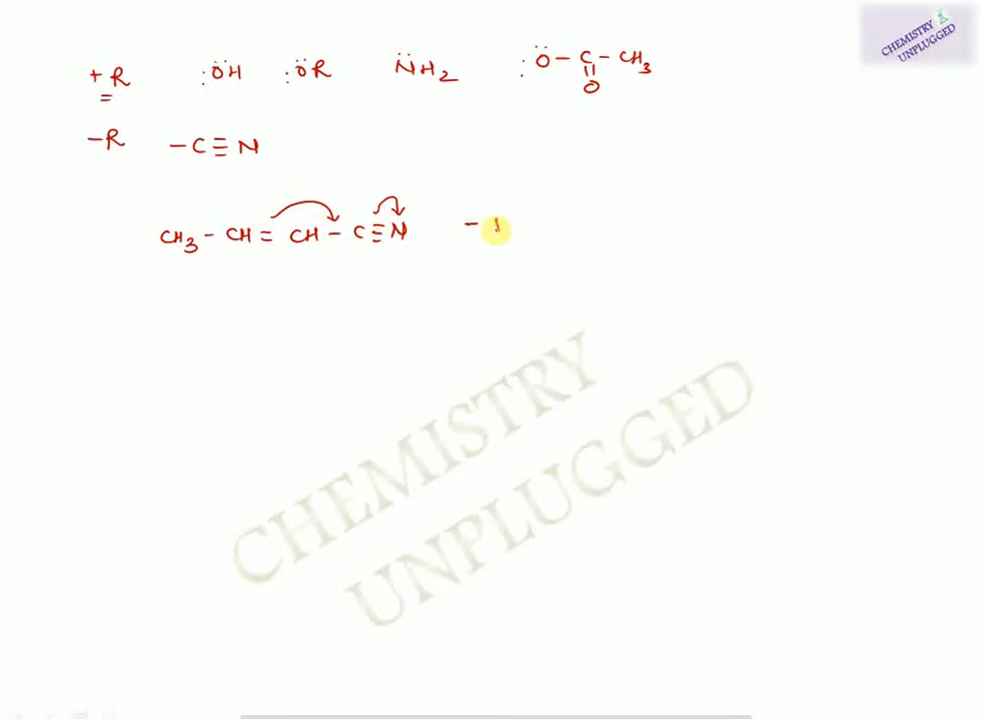 CHEMISTRY
UNPLUGGED
+R :ÖH :ÖR N̈H₂ :Ö-C-CH₃
=   ||
O
-R -C≡N
CH₃-CH=CH-C≡N -
CHEMISTRY
UNPLUGGED